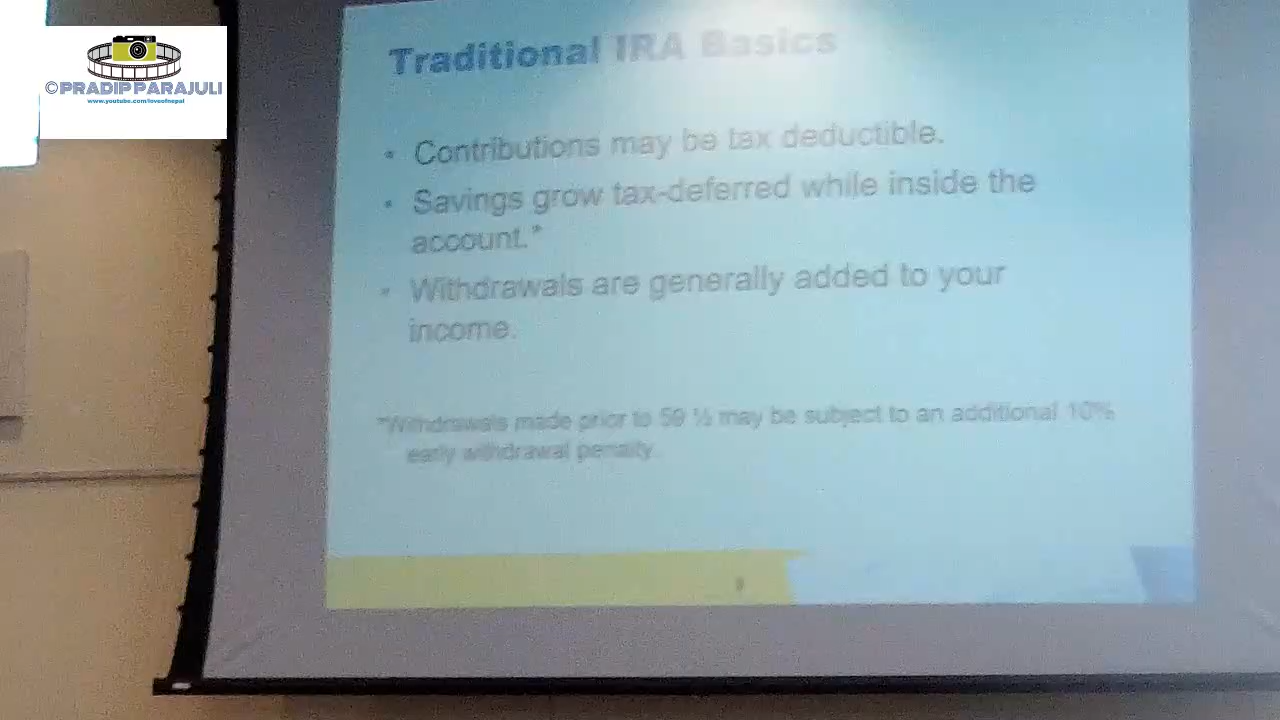 ©PRADIP PARAJULI
www.youtube.com/loveofnepal
Traditional IRA Basics
• Contributions may be tax deductible.
• Savings grow tax-deferred while inside the
account.*
• Withdrawals are generally added to your
income.
*Withdrawals made prior to 59 ½ may be subject to an additional 10%
early withdrawal penalty.